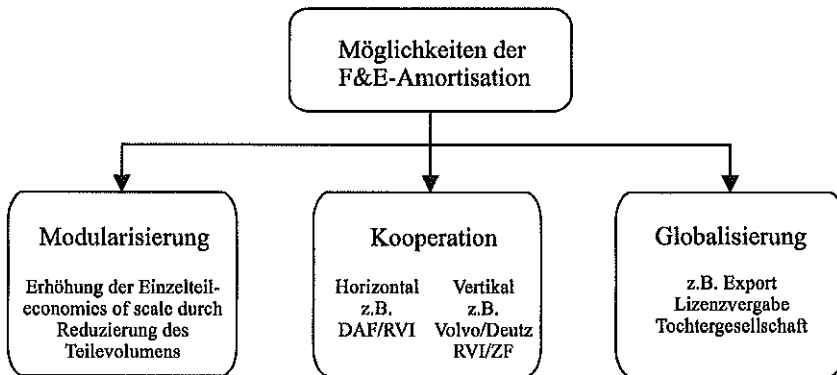 Möglichkeiten der
F&E-Amortisation
Modularisierung
Erhöhung der Einzelteil-
economics of scale durch
Reduzierung des
Teilevolumens
Kooperation
Horizontal
z.B.
DAF/RVI
Vertikal
z.B.
Volvo/Deutz
RVI/ZF
Globalisierung
z.B. Export
Lizenzvergabe
Tochtergesellschaft